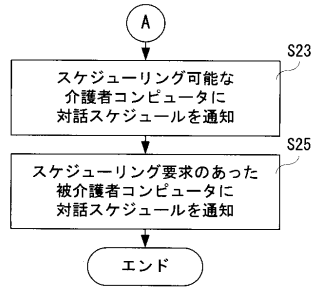 A
S23
スケジューリング可能な
介護者コンピュータに
対話スケジュールを通知
S25
スケジューリング要求のあった
被介護者コンピュータに
対話スケジュールを通知
エンド